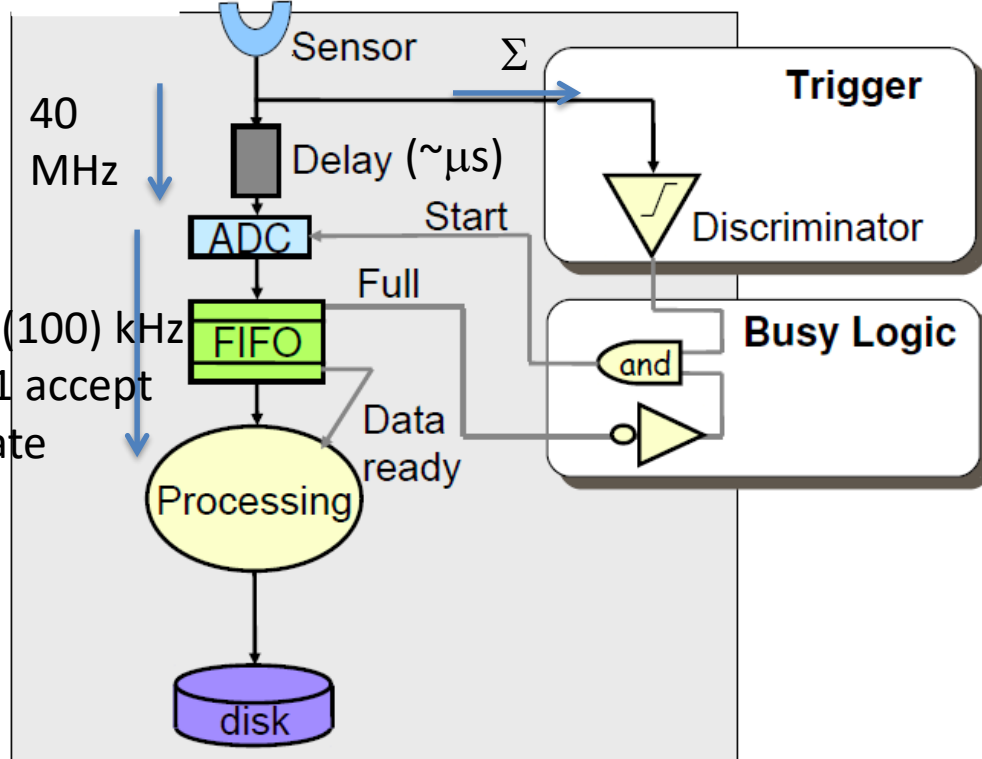 Sensor
Σ
Trigger
40
MHz
Delay (~μs)
Start
ADC
Discriminator
Full
(100) kHz
FIFO
Busy Logic
and
1 accept
Data
ready
ate
Processing
disk